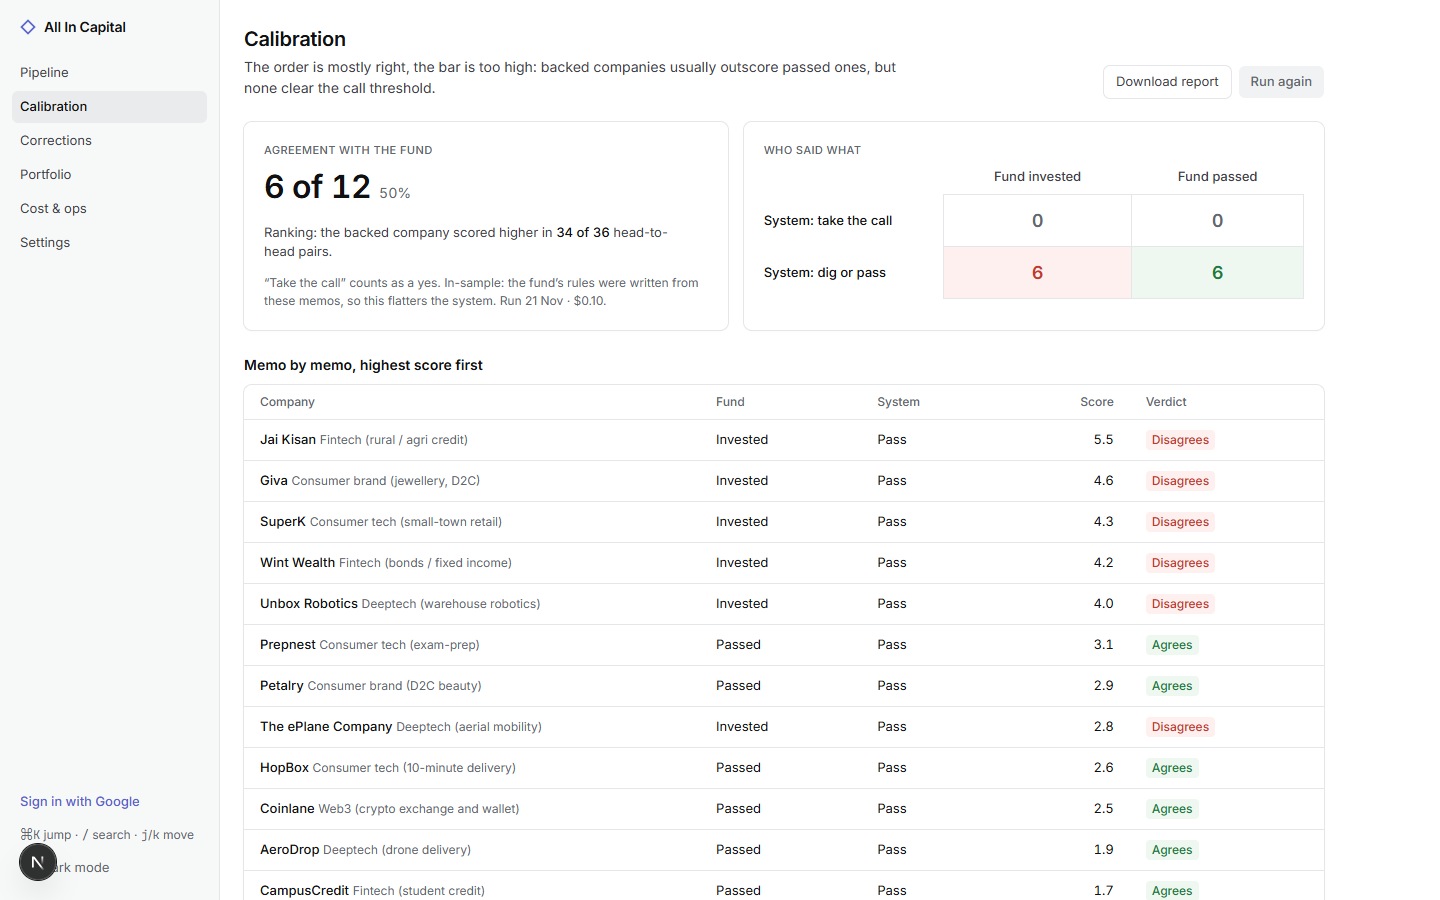 All In Capital
Pipeline
Calibration
Corrections
Portfolio
Cost & ops
Settings
Sign in with Google
⌘K jump · / search · j/k move
N
ark mode
Calibration
The order is mostly right, the bar is too high: backed companies usually outscore passed ones, but
none clear the call threshold.
Download report
Run again
AGREEMENT WITH THE FUND
6 of 12 50%
Ranking: the backed company scored higher in 34 of 36 head-to-
head pairs.
“Take the call” counts as a yes. In-sample: the fund’s rules were written from
these memos, so this flatters the system. Run 21 Nov · $0.10.
WHO SAID WHAT
Fund invested Fund passed
System: take the call 0 0
System: dig or pass 6 6
Memo by memo, highest score first
Company Fund System Score Verdict
Jai Kisan Fintech (rural / agri credit) Invested Pass 5.5 Disagrees
Giva Consumer brand (jewellery, D2C) Invested Pass 4.6 Disagrees
SuperK Consumer tech (small-town retail) Invested Pass 4.3 Disagrees
Wint Wealth Fintech (bonds / fixed income) Invested Pass 4.2 Disagrees
Unbox Robotics Deeptech (warehouse robotics) Invested Pass 4.0 Disagrees
Prepnest Consumer tech (exam-prep) Passed Pass 3.1 Agrees
Petalry Consumer brand (D2C beauty) Passed Pass 2.9 Agrees
The ePlane Company Deeptech (aerial mobility) Invested Pass 2.8 Disagrees
HopBox Consumer tech (10-minute delivery) Passed Pass 2.6 Agrees
Coinlane Web3 (crypto exchange and wallet) Passed Pass 2.5 Agrees
AeroDrop Deeptech (drone delivery) Passed Pass 1.9 Agrees
CampusCredit Fintech (student credit) Passed Pass 1.7 Agrees